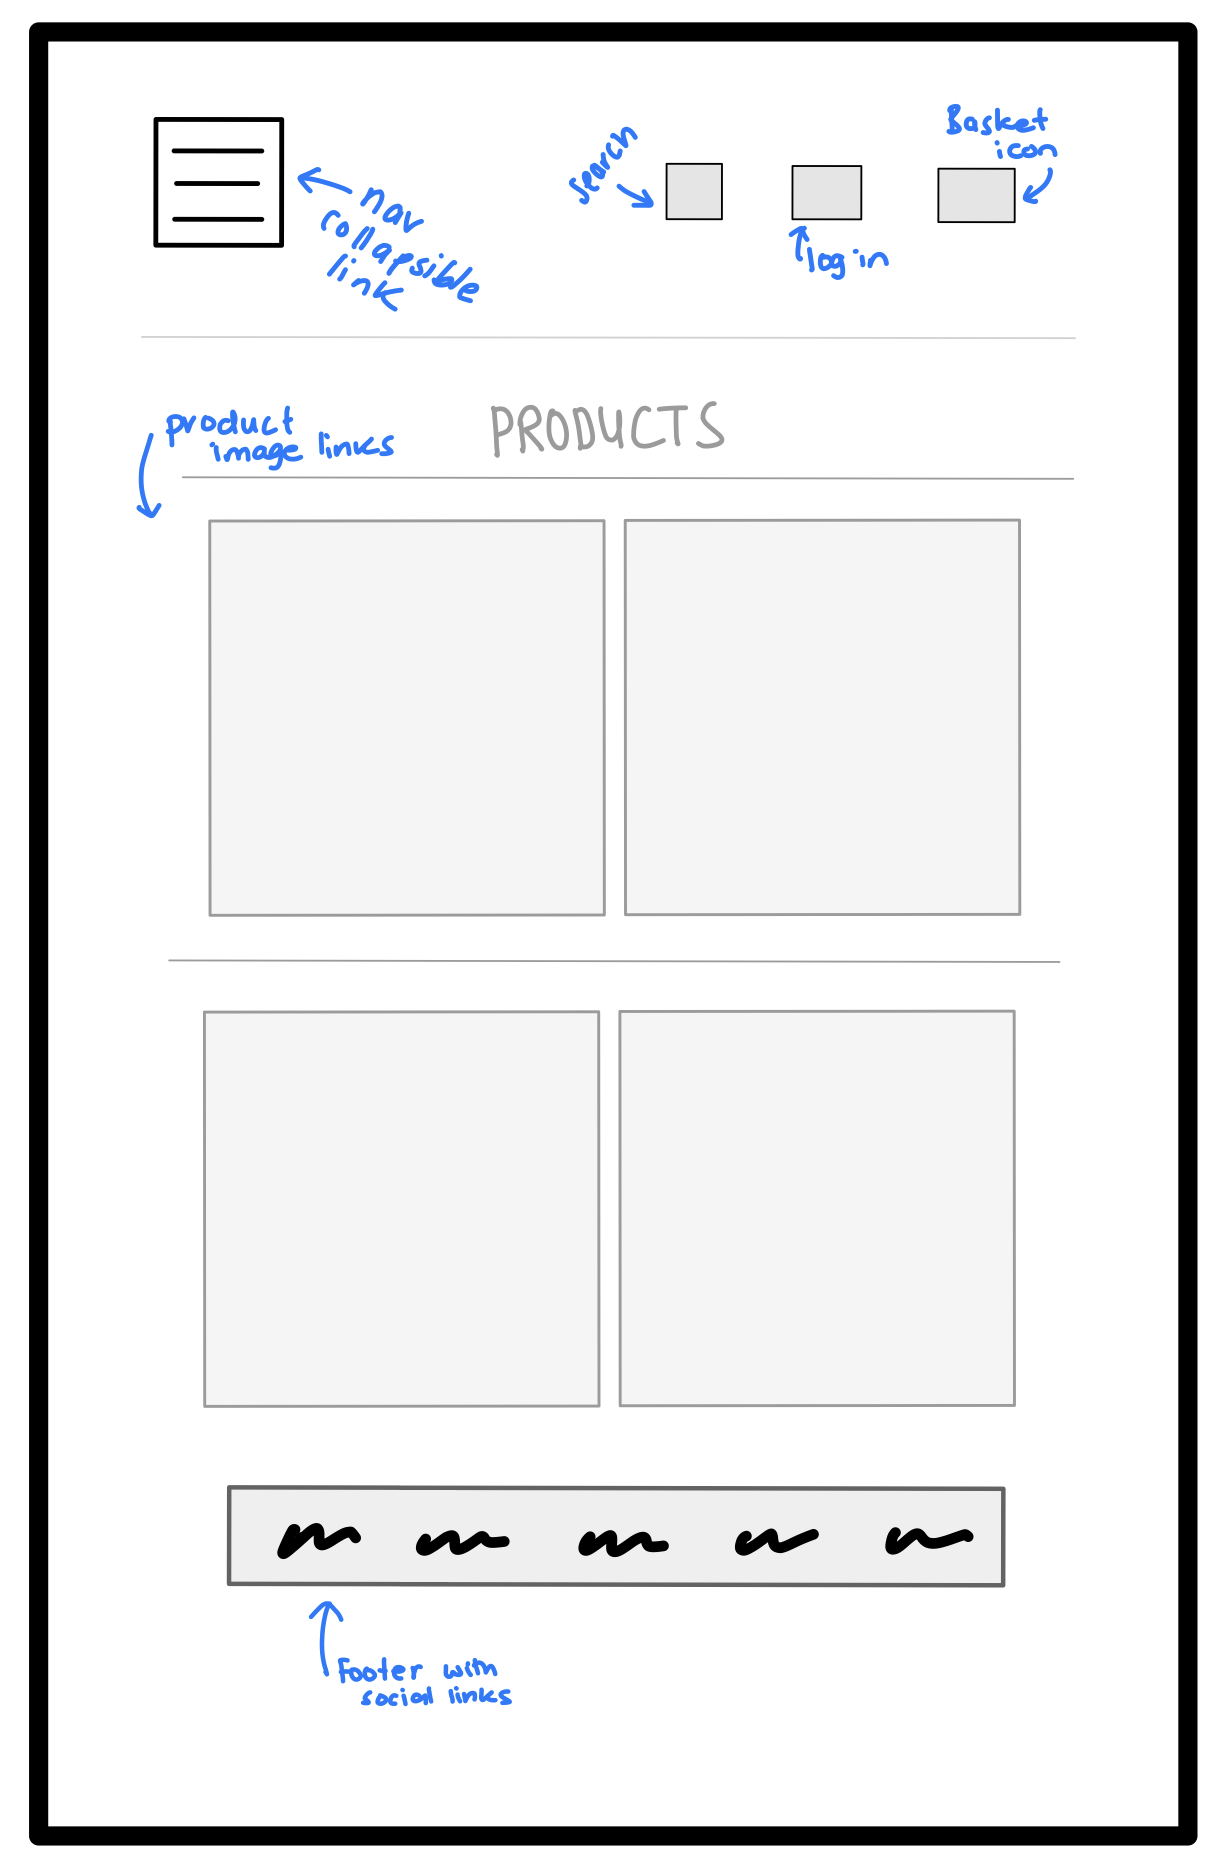 Basket
icon
search
log in
nav
collapsible
link
product
image links
PRODUCTS
Footer with
social links